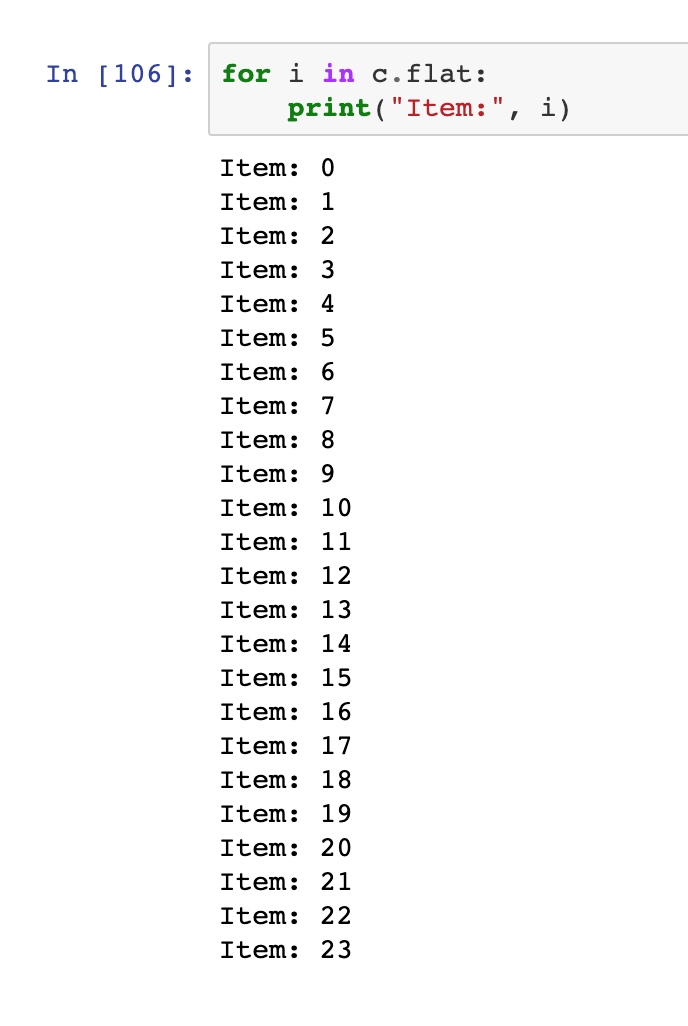 In [106]: for i in c.flat:
    print("Item:", i)
Item: 0
Item: 1
Item: 2
Item: 3
Item: 4
Item: 5
Item: 6
Item: 7
Item: 8
Item: 9
Item: 10
Item: 11
Item: 12
Item: 13
Item: 14
Item: 15
Item: 16
Item: 17
Item: 18
Item: 19
Item: 20
Item: 21
Item: 22
Item: 23